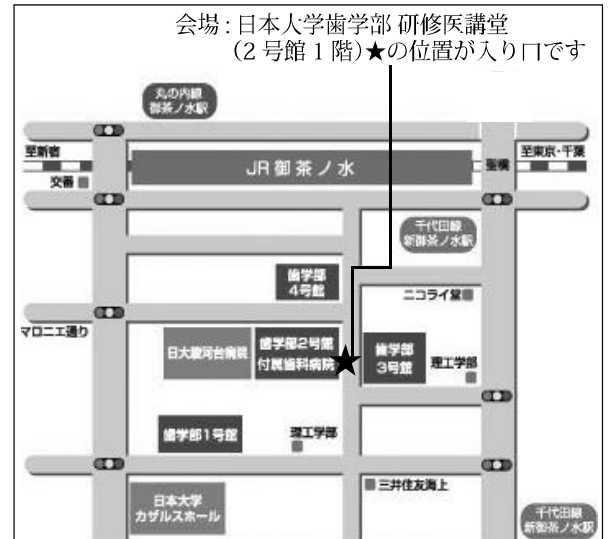 会場：日本大学歯学部 研修医講堂
（2号館1階）★の位置が入り口です
丸の内線
御茶ノ水駅
至新宿
JR 御茶ノ水
聖橋
至東京・千葉
交番
千代田線
新御茶ノ水駅
歯学部
4号館
ニコライ堂
マロニエ通り
日大駿河台病院
歯学部2号館
付属歯科病院
歯学部
3号館
理工学部
歯学部1号館
理工学部
三井住友海上
日本大学
カザルスホール
千代田線
新御茶ノ水駅